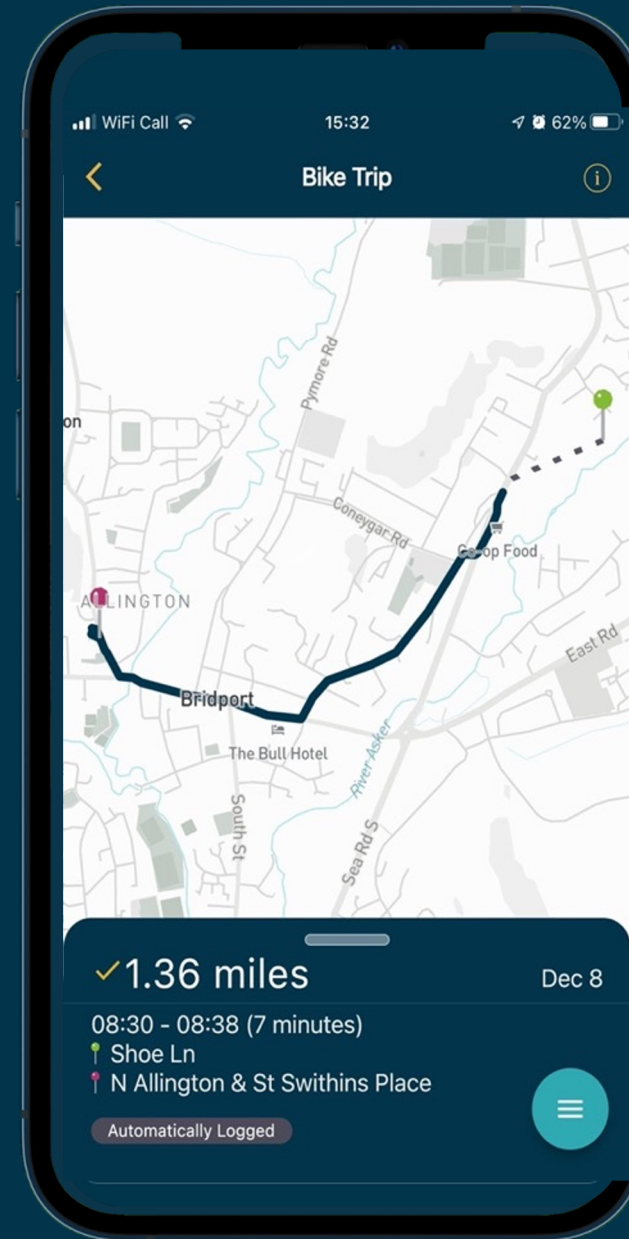 WiFi Call
15:32
62%
Bike Trip
on
Pymore Rd
Coneygar Rd
Co-op Food
ALLINGTON
East Rd
Bridport
The Bull Hotel
River Asker
South St
Sea Rd S
1.36 miles
Dec 8
08:30 - 08:38 (7 minutes)
Shoe Ln
N Allington & St Swithins Place
Automatically Logged